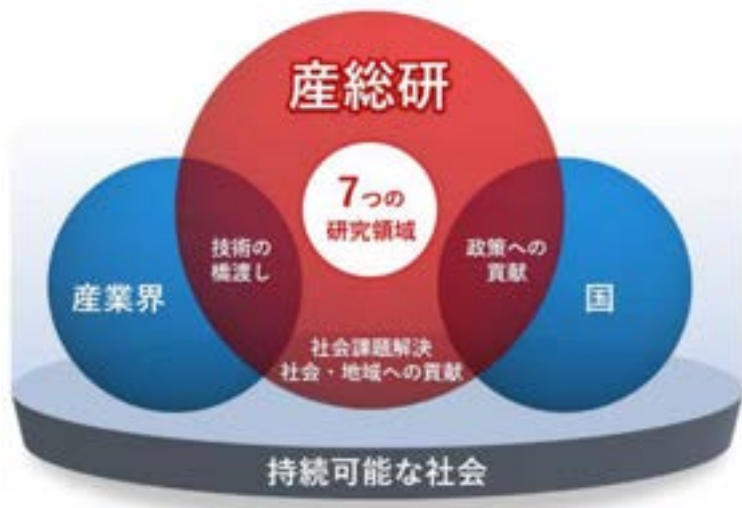 産総研
7つの
研究領域
技術の
橋渡し
政策への
貢献
産業界
国
社会課題解決
社会・地域への貢献
持続可能な社会